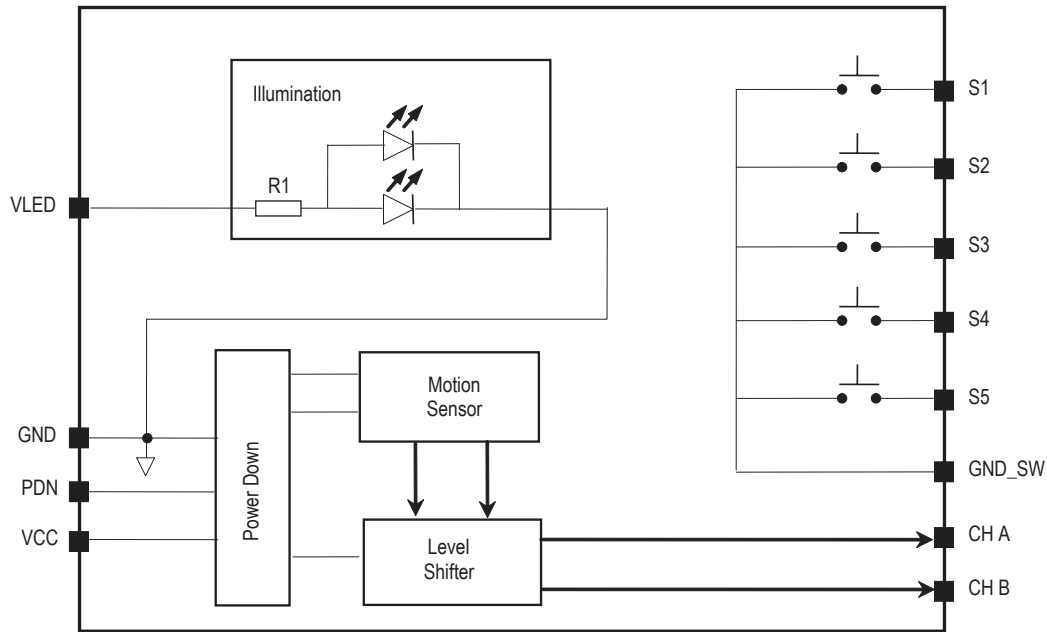 Illumination
R1
VLED
GND
PDN
VCC
Power Down
Motion
Sensor
Level
Shifter
S1
S2
S3
S4
S5
GND_SW
CH A
CH B